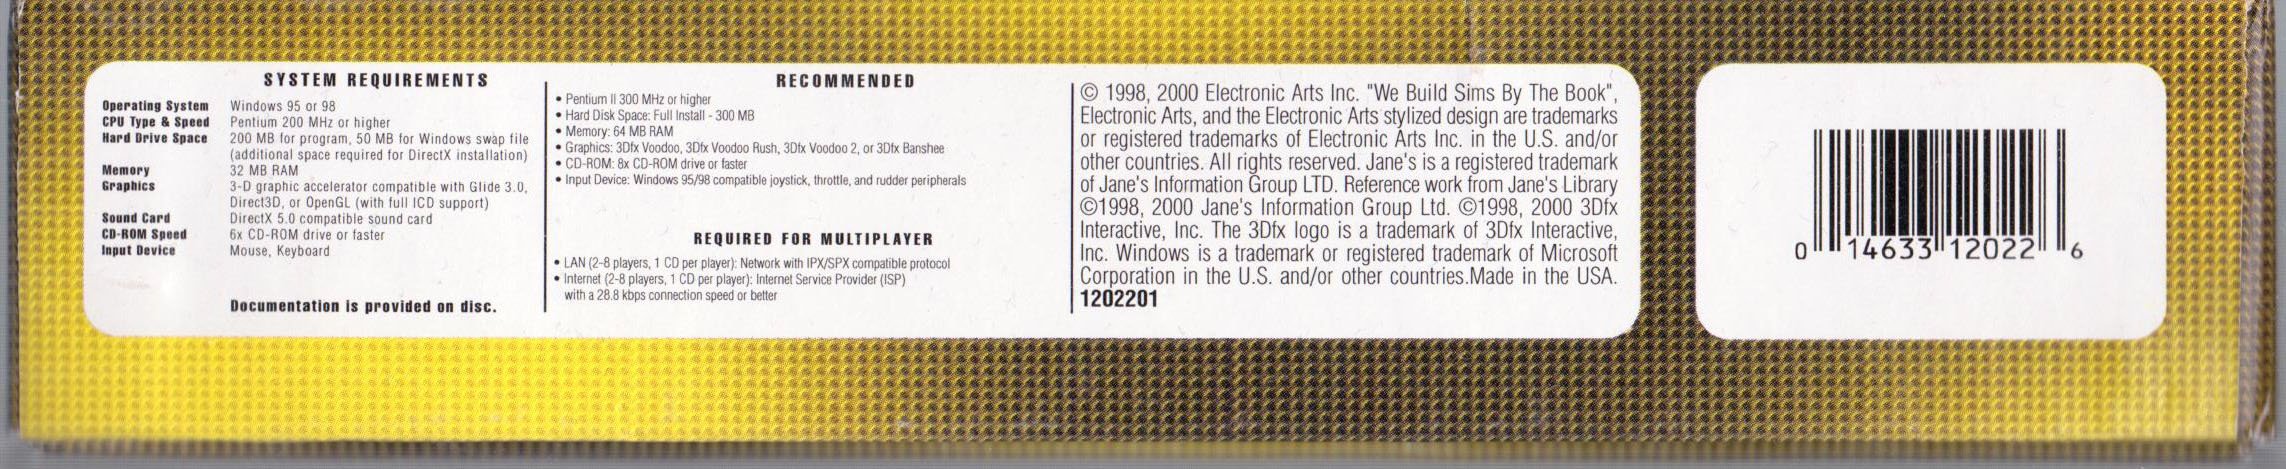 SYSTEM REQUIREMENTS
Operating System Windows 95 or 98
CPU Type & Speed Pentium 200 MHz or higher
Hard Drive Space 200 MB for program, 50 MB for Windows swap file
(additional space required for DirectX installation)
Memory 32 MB RAM
Graphics 3-D graphic accelerator compatible with Glide 3.0,
Direct3D, or OpenGL (with full ICD support)
Sound Card DirectX 5.0 compatible sound card
CD-ROM Speed 6x CD-ROM drive or faster
Input Device Mouse, Keyboard
Documentation is provided on disc.
RECOMMENDED
• Pentium II 300 MHz or higher
• Hard Disk Space: Full Install - 300 MB
• Memory: 64 MB RAM
• Graphics: 3Dfx Voodoo, 3Dfx Voodoo Rush, 3Dfx Voodoo 2, or 3Dfx Banshee
• CD-ROM: 8x CD-ROM drive or faster
• Input Device: Windows 95/98 compatible joystick, throttle, and rudder peripherals
REQUIRED FOR MULTIPLAYER
• LAN (2-8 players, 1 CD per player): Network with IPX/SPX compatible protocol
• Internet (2-8 players, 1 CD per player): Internet Service Provider (ISP)
with a 28.8 kbps connection speed or better
© 1998, 2000 Electronic Arts Inc. "We Build Sims By The Book",
Electronic Arts, and the Electronic Arts stylized design are trademarks
or registered trademarks of Electronic Arts Inc. in the U.S. and/or
other countries. All rights reserved. Jane's is a registered trademark
of Jane's Information Group LTD. Reference work from Jane's Library
©1998, 2000 Jane's Information Group Ltd. ©1998, 2000 3Dfx
Interactive, Inc. The 3Dfx logo is a trademark of 3Dfx Interactive,
Inc. Windows is a trademark or registered trademark of Microsoft
Corporation in the U.S. and/or other countries.Made in the USA.
1202201
0 14633 12022 6